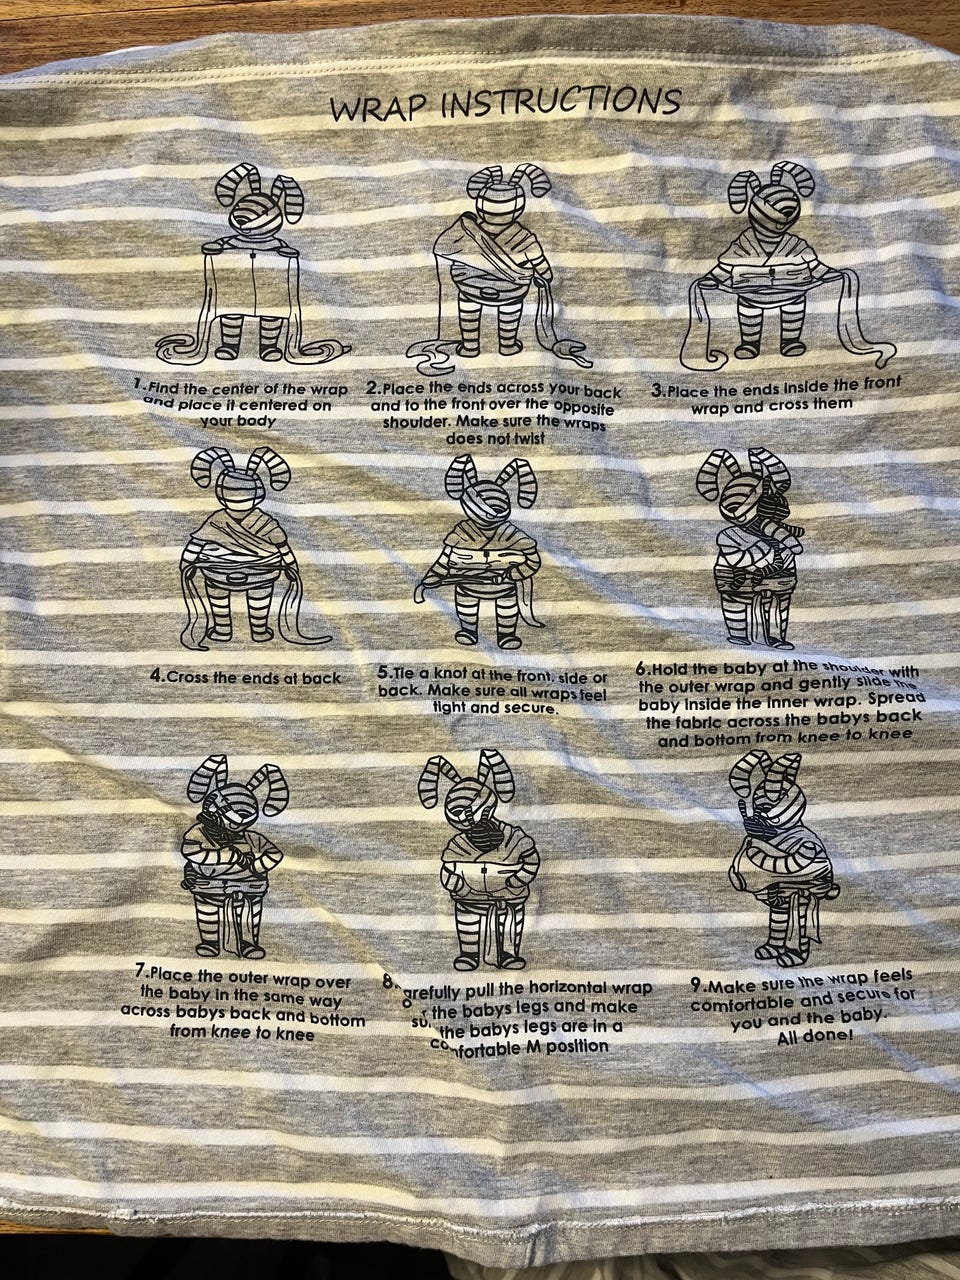 WRAP INSTRUCTIONS
1.Find the center of the wrap
and place it centered on
your body
2.Place the ends across your back
and to the front over the opposite
shoulder. Make sure the wraps
does not twist
3.Place the ends inside the front
wrap and cross them
4.Cross the ends at back
5.Tie a knot at the front, side or
back. Make sure all wraps feel
tight and secure.
6.Hold the baby at the shoulder with
the outer wrap and gently slide the
baby inside the inner wrap. Spread
the fabric across the babys back
and bottom from knee to knee
7.Place the outer wrap over
the baby in the same way
across babys back and bottom
from knee to knee
8. arefully pull the horizontal wrap
the babys legs and make
the babys legs are in a
comfortable M position
9.Make sure the wrap feels
comfortable and secure for
you and the baby.
All done!